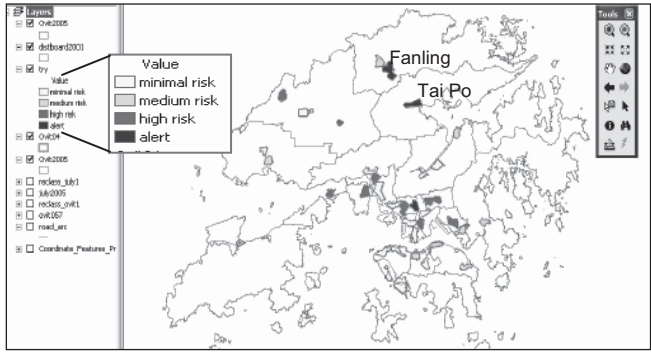 Layers
Ovit2005
distboard2001
try
Value
minimal risk
medium risk
high risk
alert
Ovit04
Ovit2005
reclass_july1
july2005
reclass_ovit1
ovit057
road_arc
Coordinate_Features_Pr
Value
minimal risk
medium risk
high risk
alert
Fanling
Tai Po
Tools